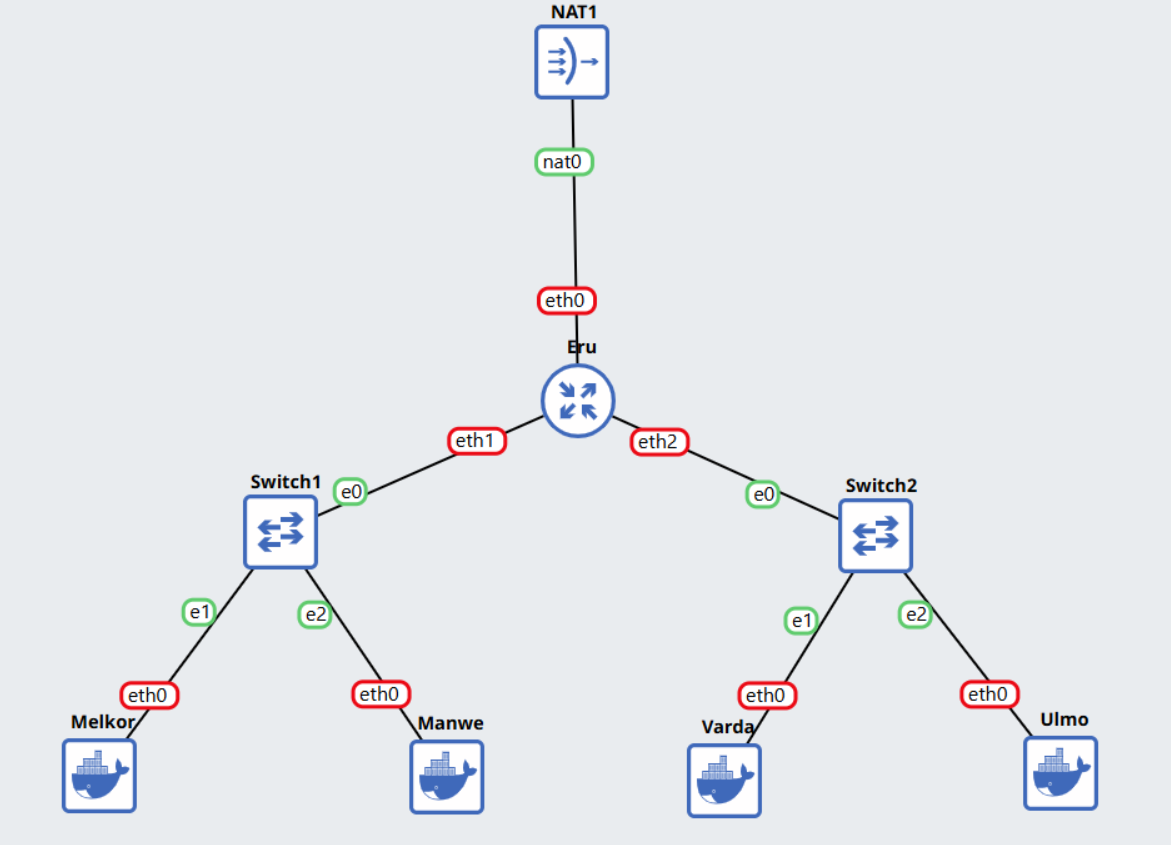 NAT1
nat0
eth0
Eru
eth1
eth2
Switch1
e0
e0
Switch2
e1
e2
e1
e2
eth0
eth0
eth0
eth0
Melkor
Manwe
Varda
Ulmo